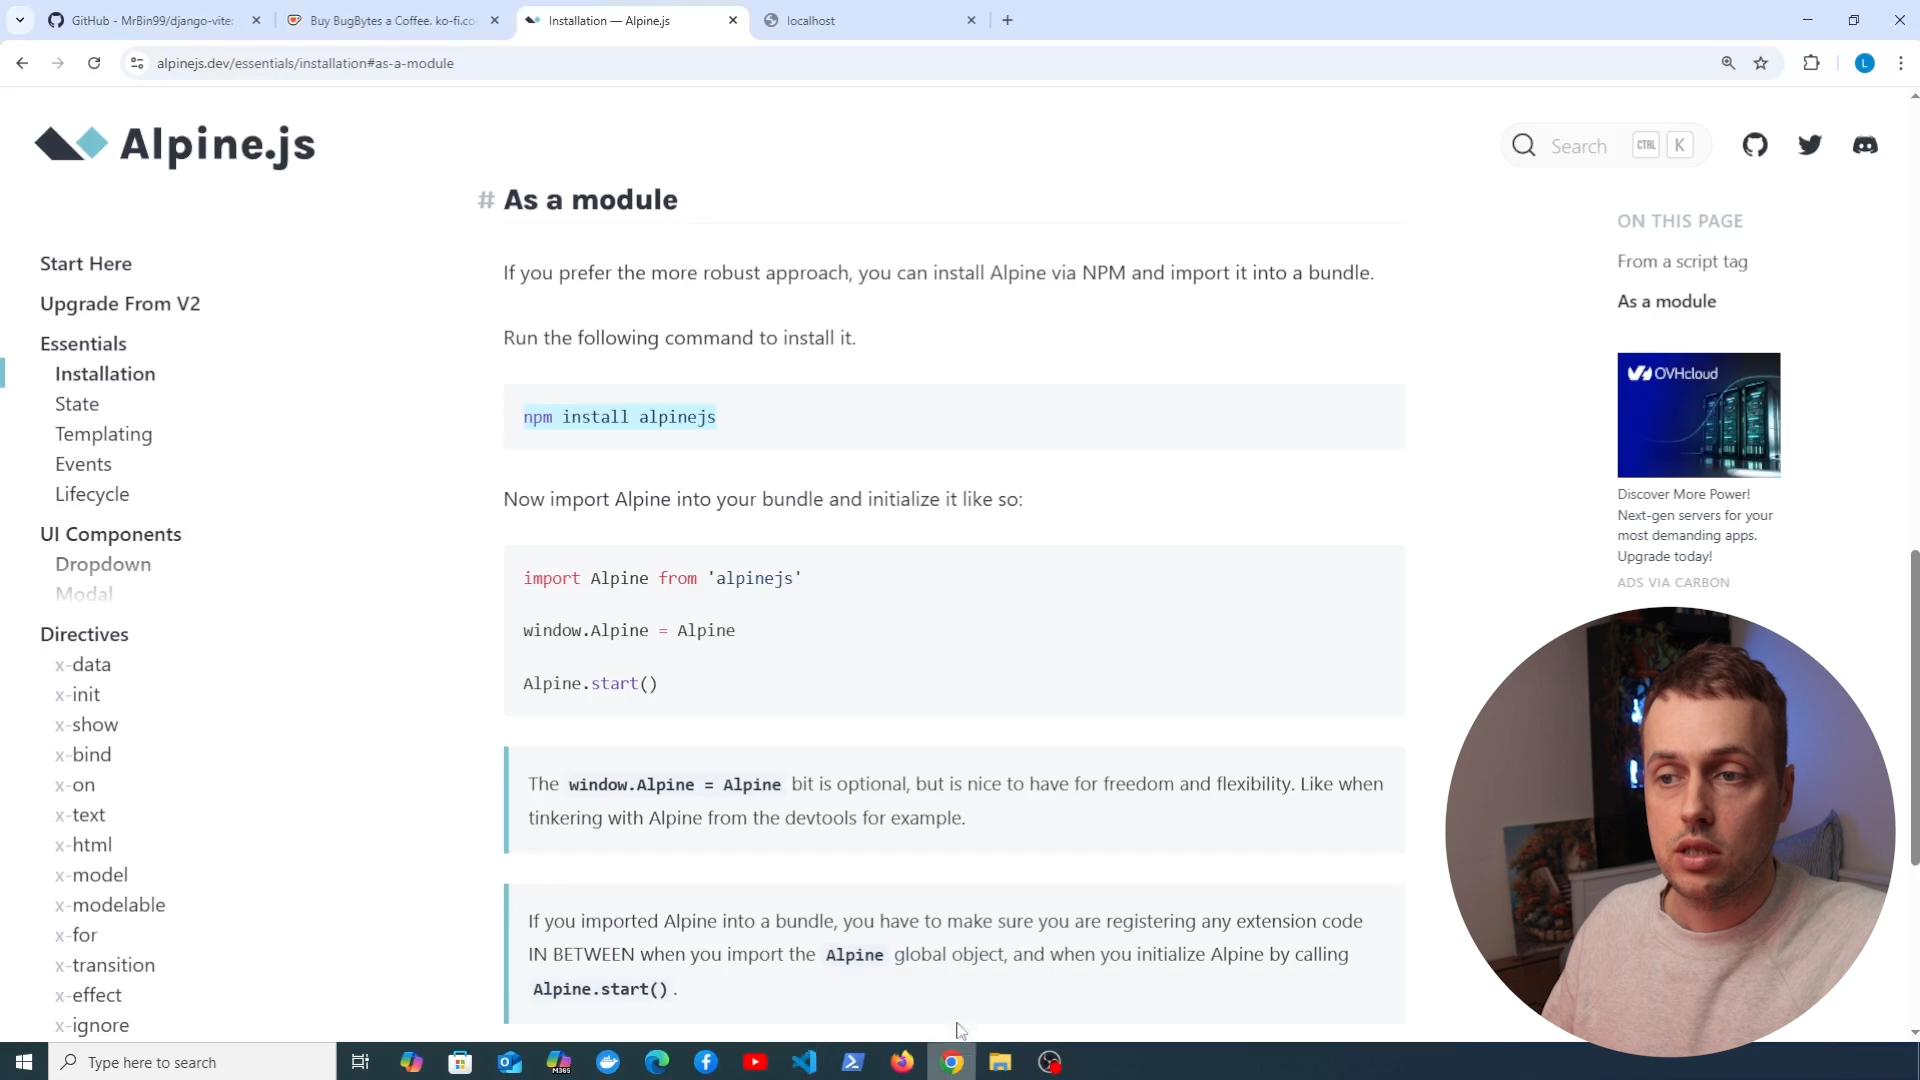 GitHub - MrBin99/django-vite:
Buy BugBytes a Coffee. ko-fi.co
Installation — Alpine.js
localhost
alpinejs.dev/essentials/installation#as-a-module
L
Alpine.js
Search
CTRL
K
Start Here
Upgrade From V2
Essentials
Installation
State
Templating
Events
Lifecycle
UI Components
Dropdown
Modal
Directives
x-data
x-init
x-show
x-bind
x-on
x-text
x-html
x-model
x-modelable
x-for
x-transition
x-effect
x-ignore
# As a module
If you prefer the more robust approach, you can install Alpine via NPM and import it into a bundle.
Run the following command to install it.
npm install alpinejs
Now import Alpine into your bundle and initialize it like so:
import Alpine from 'alpinejs'
window.Alpine = Alpine
Alpine.start()
The window.Alpine = Alpine bit is optional, but is nice to have for freedom and flexibility. Like when
tinkering with Alpine from the devtools for example.
If you imported Alpine into a bundle, you have to make sure you are registering any extension code
IN BETWEEN when you import the Alpine global object, and when you initialize Alpine by calling
Alpine.start() .
ON THIS PAGE
From a script tag
As a module
OVHcloud
Discover More Power!
Next-gen servers for your
most demanding apps.
Upgrade today!
ADS VIA CARBON
Type here to search
M365